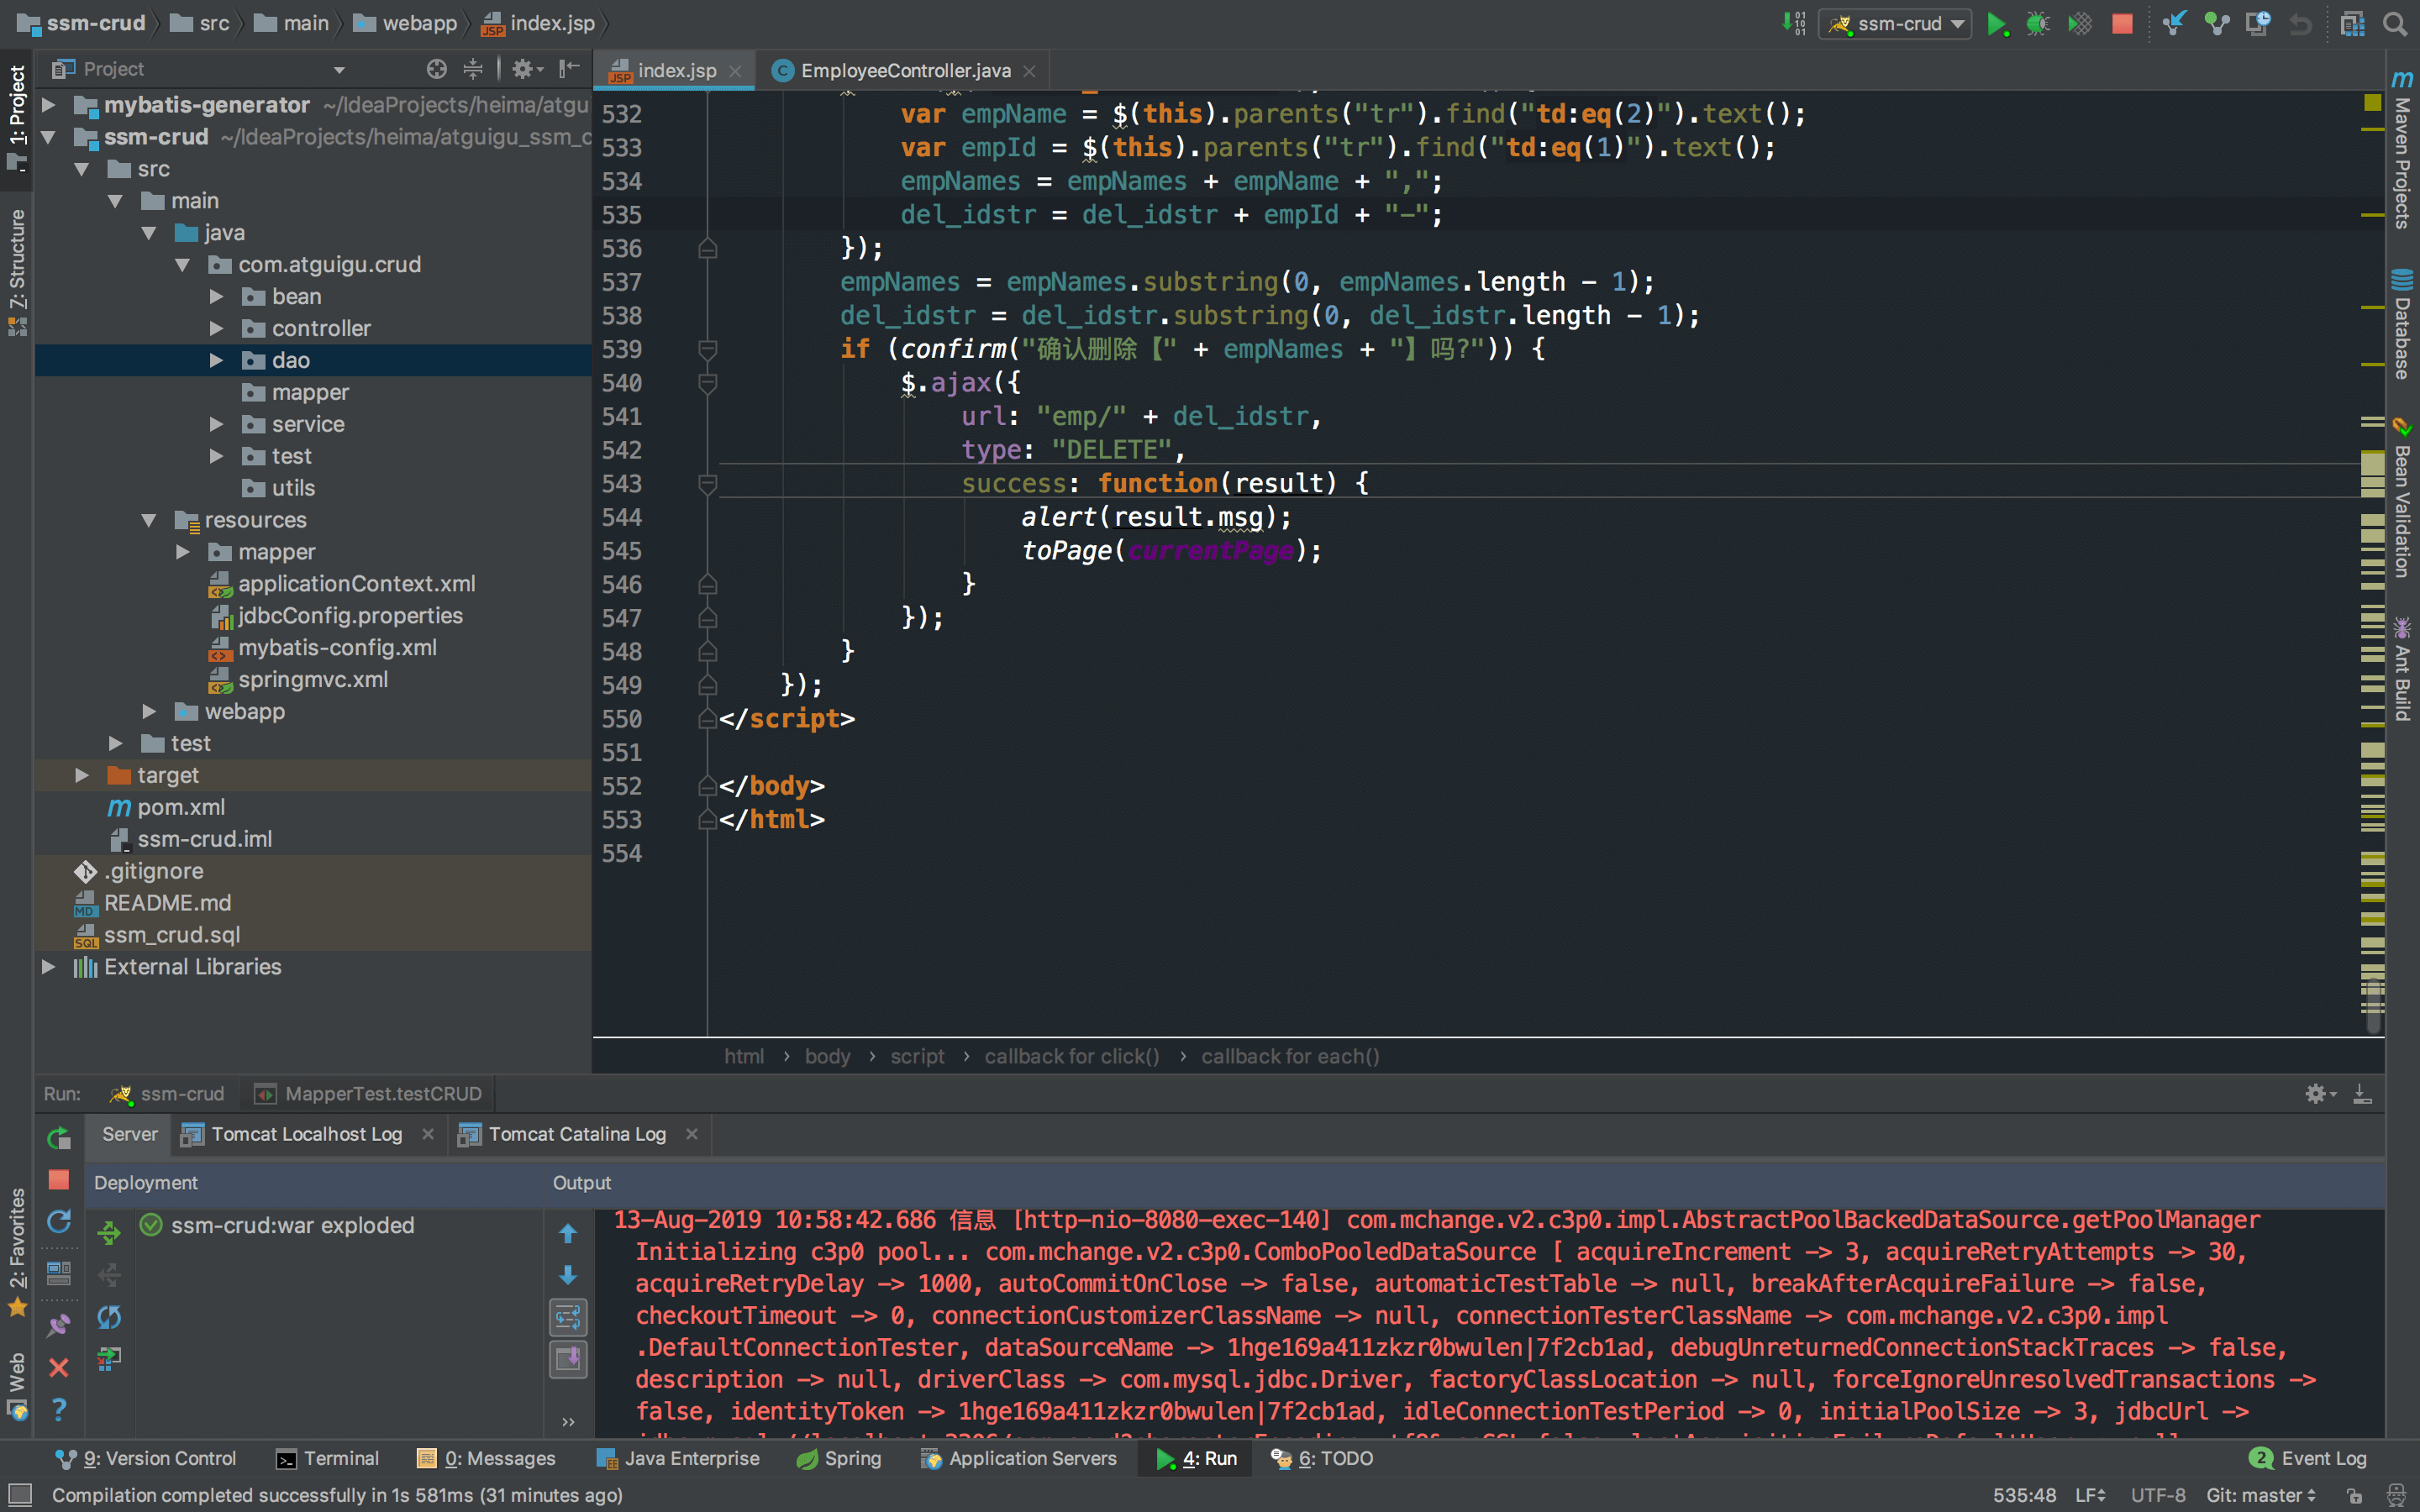 ssm-crud
src
main
webapp
index.jsp
ssm-crud
Project
index.jsp
EmployeeController.java
mybatis-generator ~/IdeaProjects/heima/atgu
ssm-crud ~/IdeaProjects/heima/atguigu_ssm_c
src
main
java
com.atguigu.crud
bean
controller
dao
mapper
service
test
utils
resources
mapper
applicationContext.xml
jdbcConfig.properties
mybatis-config.xml
springmvc.xml
webapp
test
target
pom.xml
ssm-crud.iml
.gitignore
README.md
ssm_crud.sql
External Libraries
1: Project
7: Structure
2: Favorites
Web
532 var empName = $(this).parents("tr").find("td:eq(2)").text();
533 var empId = $(this).parents("tr").find("td:eq(1)").text();
534 empNames = empNames + empName + ",";
535 del_idstr = del_idstr + empId + "-";
536 });
537 empNames = empNames.substring(0, empNames.length - 1);
538 del_idstr = del_idstr.substring(0, del_idstr.length - 1);
539 if (confirm("确认删除【" + empNames + "】吗?")) {
540 $.ajax({
541 url: "emp/" + del_idstr,
542 type: "DELETE",
543 success: function(result) {
544 alert(result.msg);
545 toPage(currentPage);
546 }
547 });
548 }
549 });
550 </script>
551
552 </body>
553 </html>
554
html › body › script › callback for click() › callback for each()
Maven Projects
Database
Bean Validation
Ant Build
Run: ssm-crud MapperTest.testCRUD
Server Tomcat Localhost Log Tomcat Catalina Log
Deployment Output
ssm-crud:war exploded
13-Aug-2019 10:58:42.686 信息 [http-nio-8080-exec-140] com.mchange.v2.c3p0.impl.AbstractPoolBackedDataSource.getPoolManager
Initializing c3p0 pool... com.mchange.v2.c3p0.ComboPooledDataSource [ acquireIncrement -> 3, acquireRetryAttempts -> 30,
acquireRetryDelay -> 1000, autoCommitOnClose -> false, automaticTestTable -> null, breakAfterAcquireFailure -> false,
checkoutTimeout -> 0, connectionCustomizerClassName -> null, connectionTesterClassName -> com.mchange.v2.c3p0.impl
.DefaultConnectionTester, dataSourceName -> 1hge169a411zkzr0bwulen|7f2cb1ad, debugUnreturnedConnectionStackTraces -> false,
description -> null, driverClass -> com.mysql.jdbc.Driver, factoryClassLocation -> null, forceIgnoreUnresolvedTransactions ->
false, identityToken -> 1hge169a411zkzr0bwulen|7f2cb1ad, idleConnectionTestPeriod -> 0, initialPoolSize -> 3, jdbcUrl ->
9: Version Control Terminal 0: Messages Java Enterprise Spring Application Servers 4: Run 6: TODO 2 Event Log
Compilation completed successfully in 1s 581ms (31 minutes ago) 535:48 LF UTF-8 Git: master